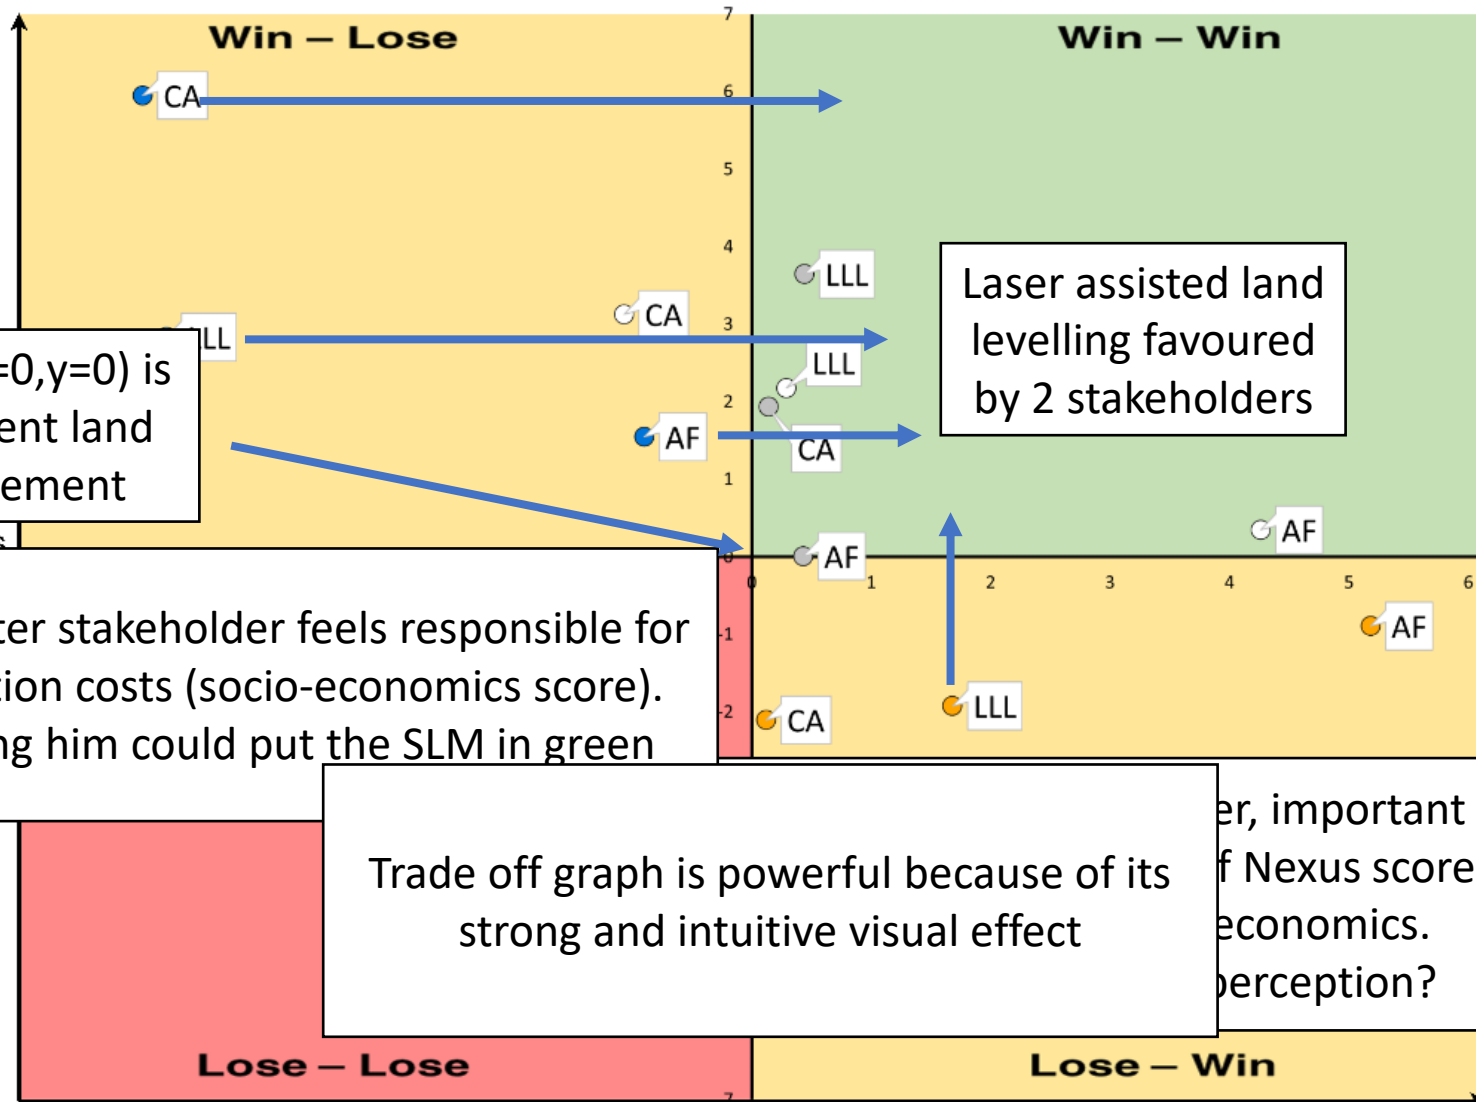 Win – Lose
Win – Win
7
6
5
4
3
2
1
0
-1
-2
7
0
1
2
3
4
5
6
CA
LLL
CA
LLL
LLL
AF
CA
AF
AF
AF
CA
LLL
Laser assisted land
levelling favoured
by 2 stakeholders
=0,y=0) is
ent land
ement
ter stakeholder feels responsible for
tion costs (socio-economics score).
ng him could put the SLM in green
Trade off graph is powerful because of its
strong and intuitive visual effect
er, important
f Nexus score
economics.
perception?
Lose – Lose
Lose – Win